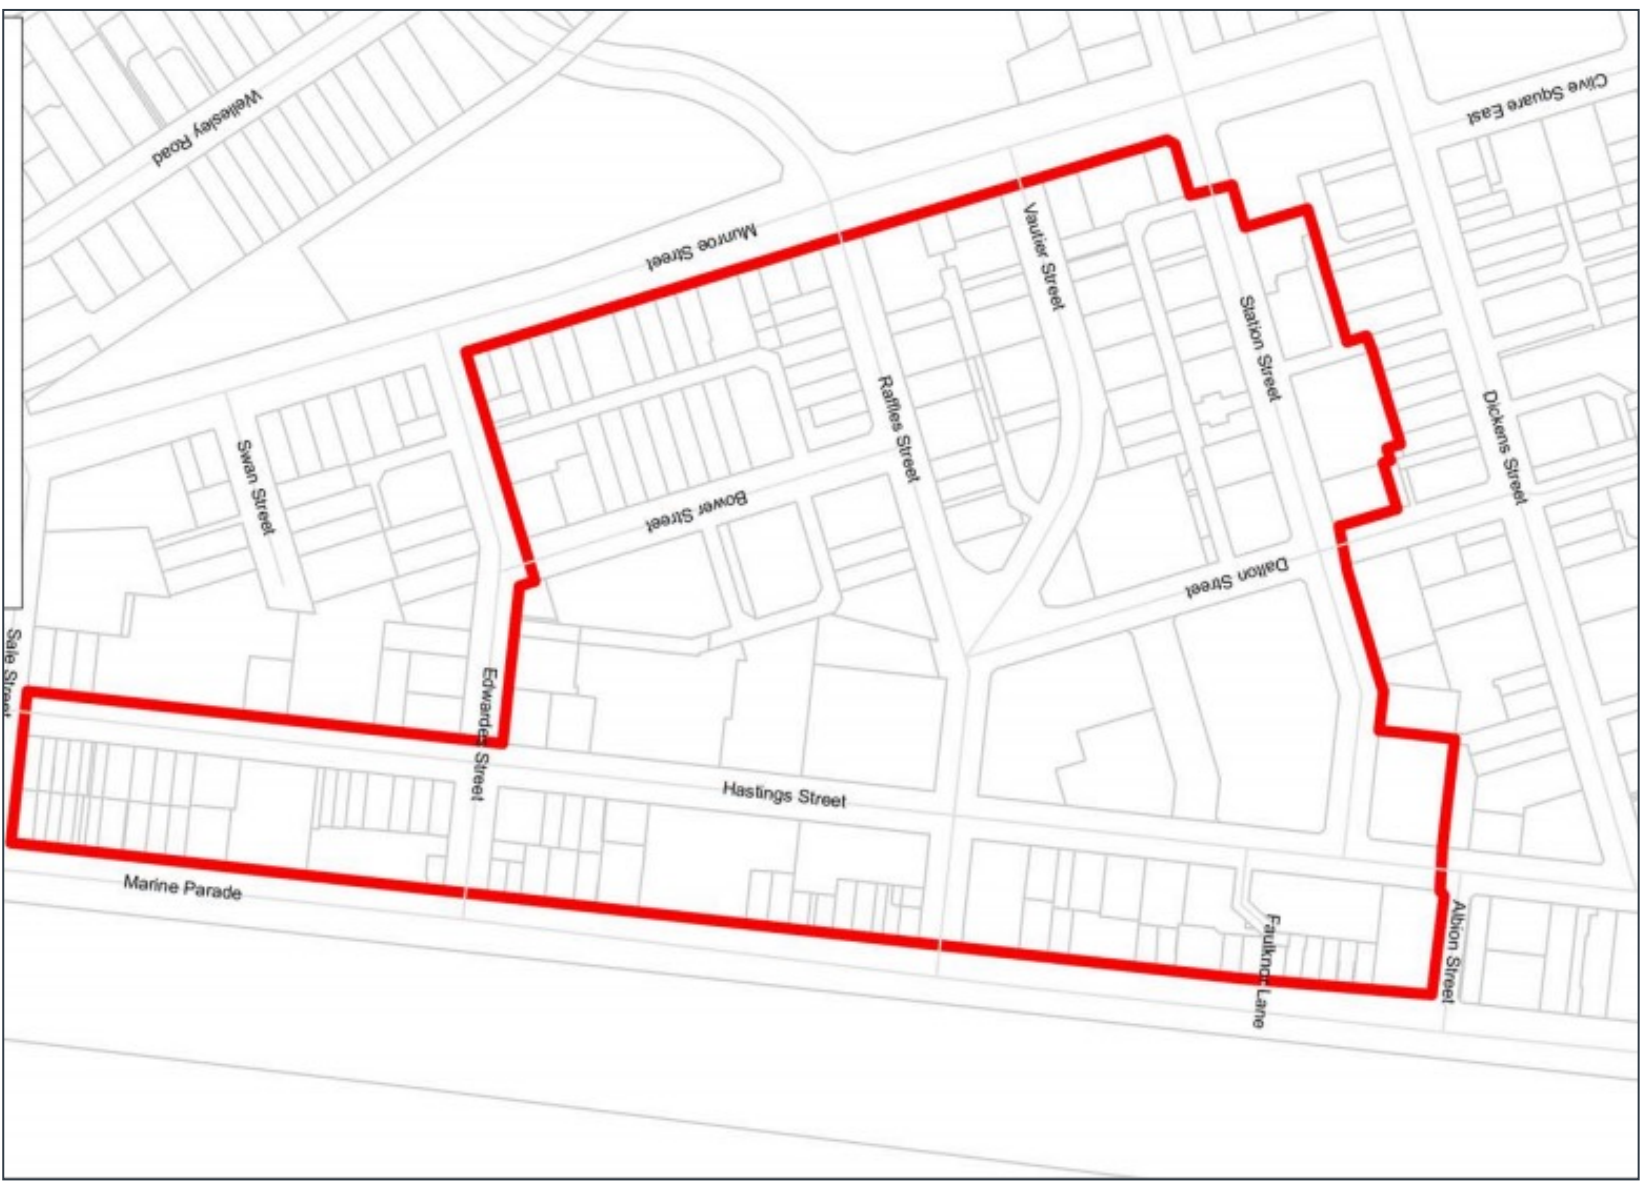 Clive Square East
Wellesley Road
Munroe Street
Vautier Street
Station Street
Raffles Street
Dickens Street
Swan Street
Bower Street
Dalton Street
Sale Street
Edwardes Street
Hastings Street
Marine Parade
Faulknor Lane
Albion Street